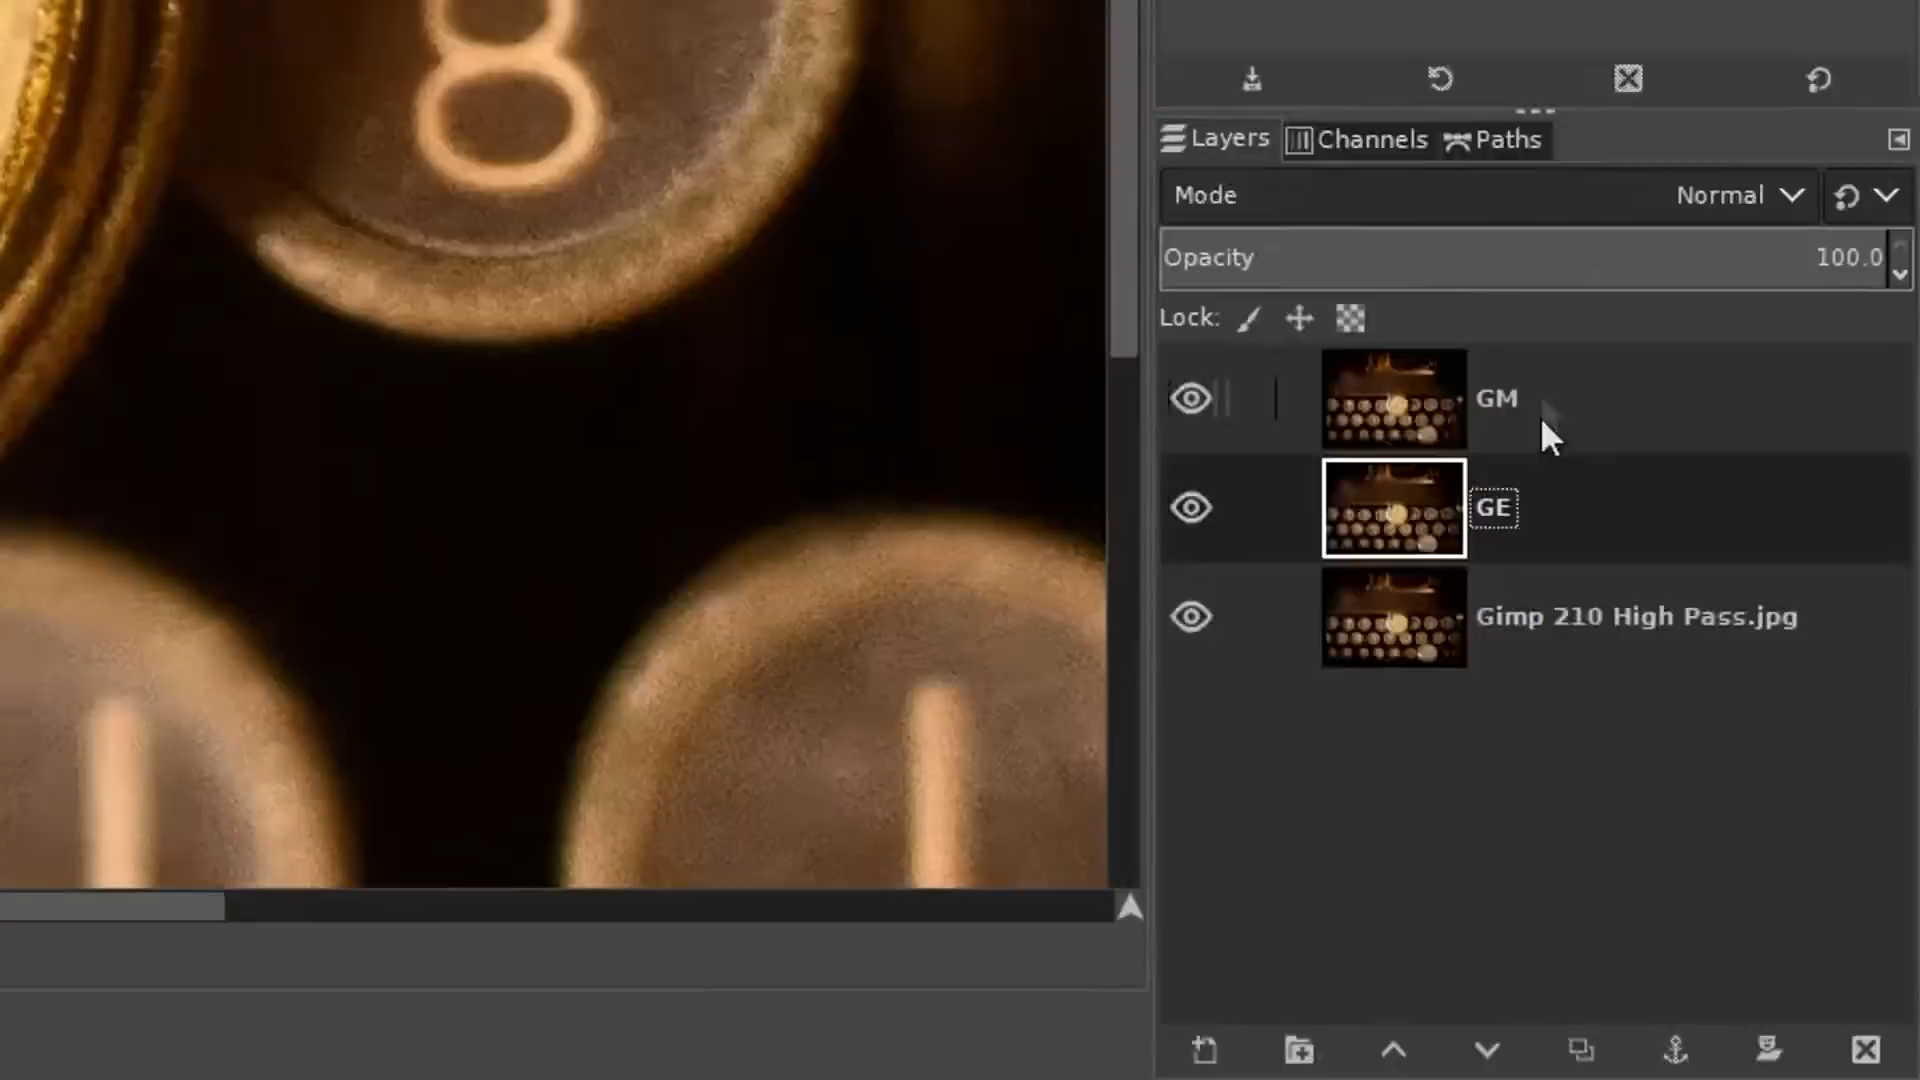 8
Layers Channels Paths
Mode Normal
Opacity 100.0
Lock:
GM
GE
Gimp 210 High Pass.jpg